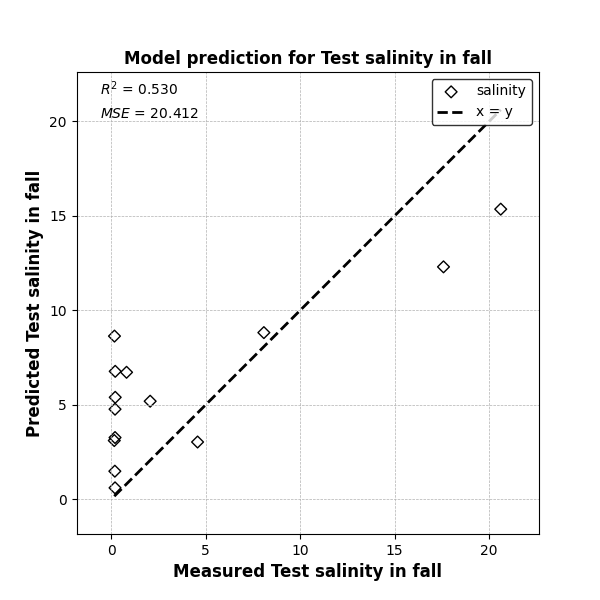 Model prediction for Test salinity in fall
R² = 0.530
MSE = 20.412
salinity
x = y
Predicted Test salinity in fall
20
15
10
5
0
0 5 10 15 20
Measured Test salinity in fall